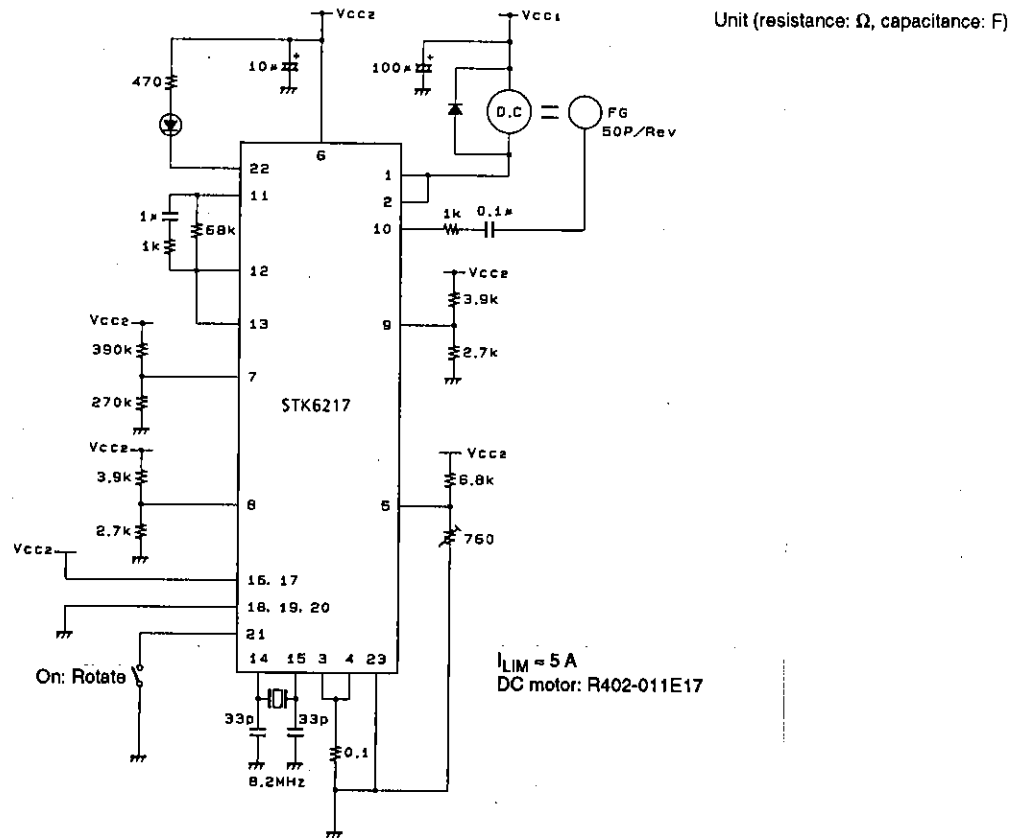 Unit (resistance: Ω, capacitance: F)
Vcc2
Vcc1
10μ
100μ
470
D.C
FG
50P/Rev
6
22
1
11
2
1μ
68k
10
1k
0.1μ
1k
12
Vcc2
3.9k
13
9
Vcc2
390k
2.7k
7
270k
STK6217
Vcc2
Vcc2
3.9k
6.8k
8
5
2.7k
760
Vcc2
16, 17
18, 19, 20
21
14
15
3
4
23
On: Rotate
ILIM = 5 A
DC motor: R402-011E17
33p
33p
0.1
8.2MHz